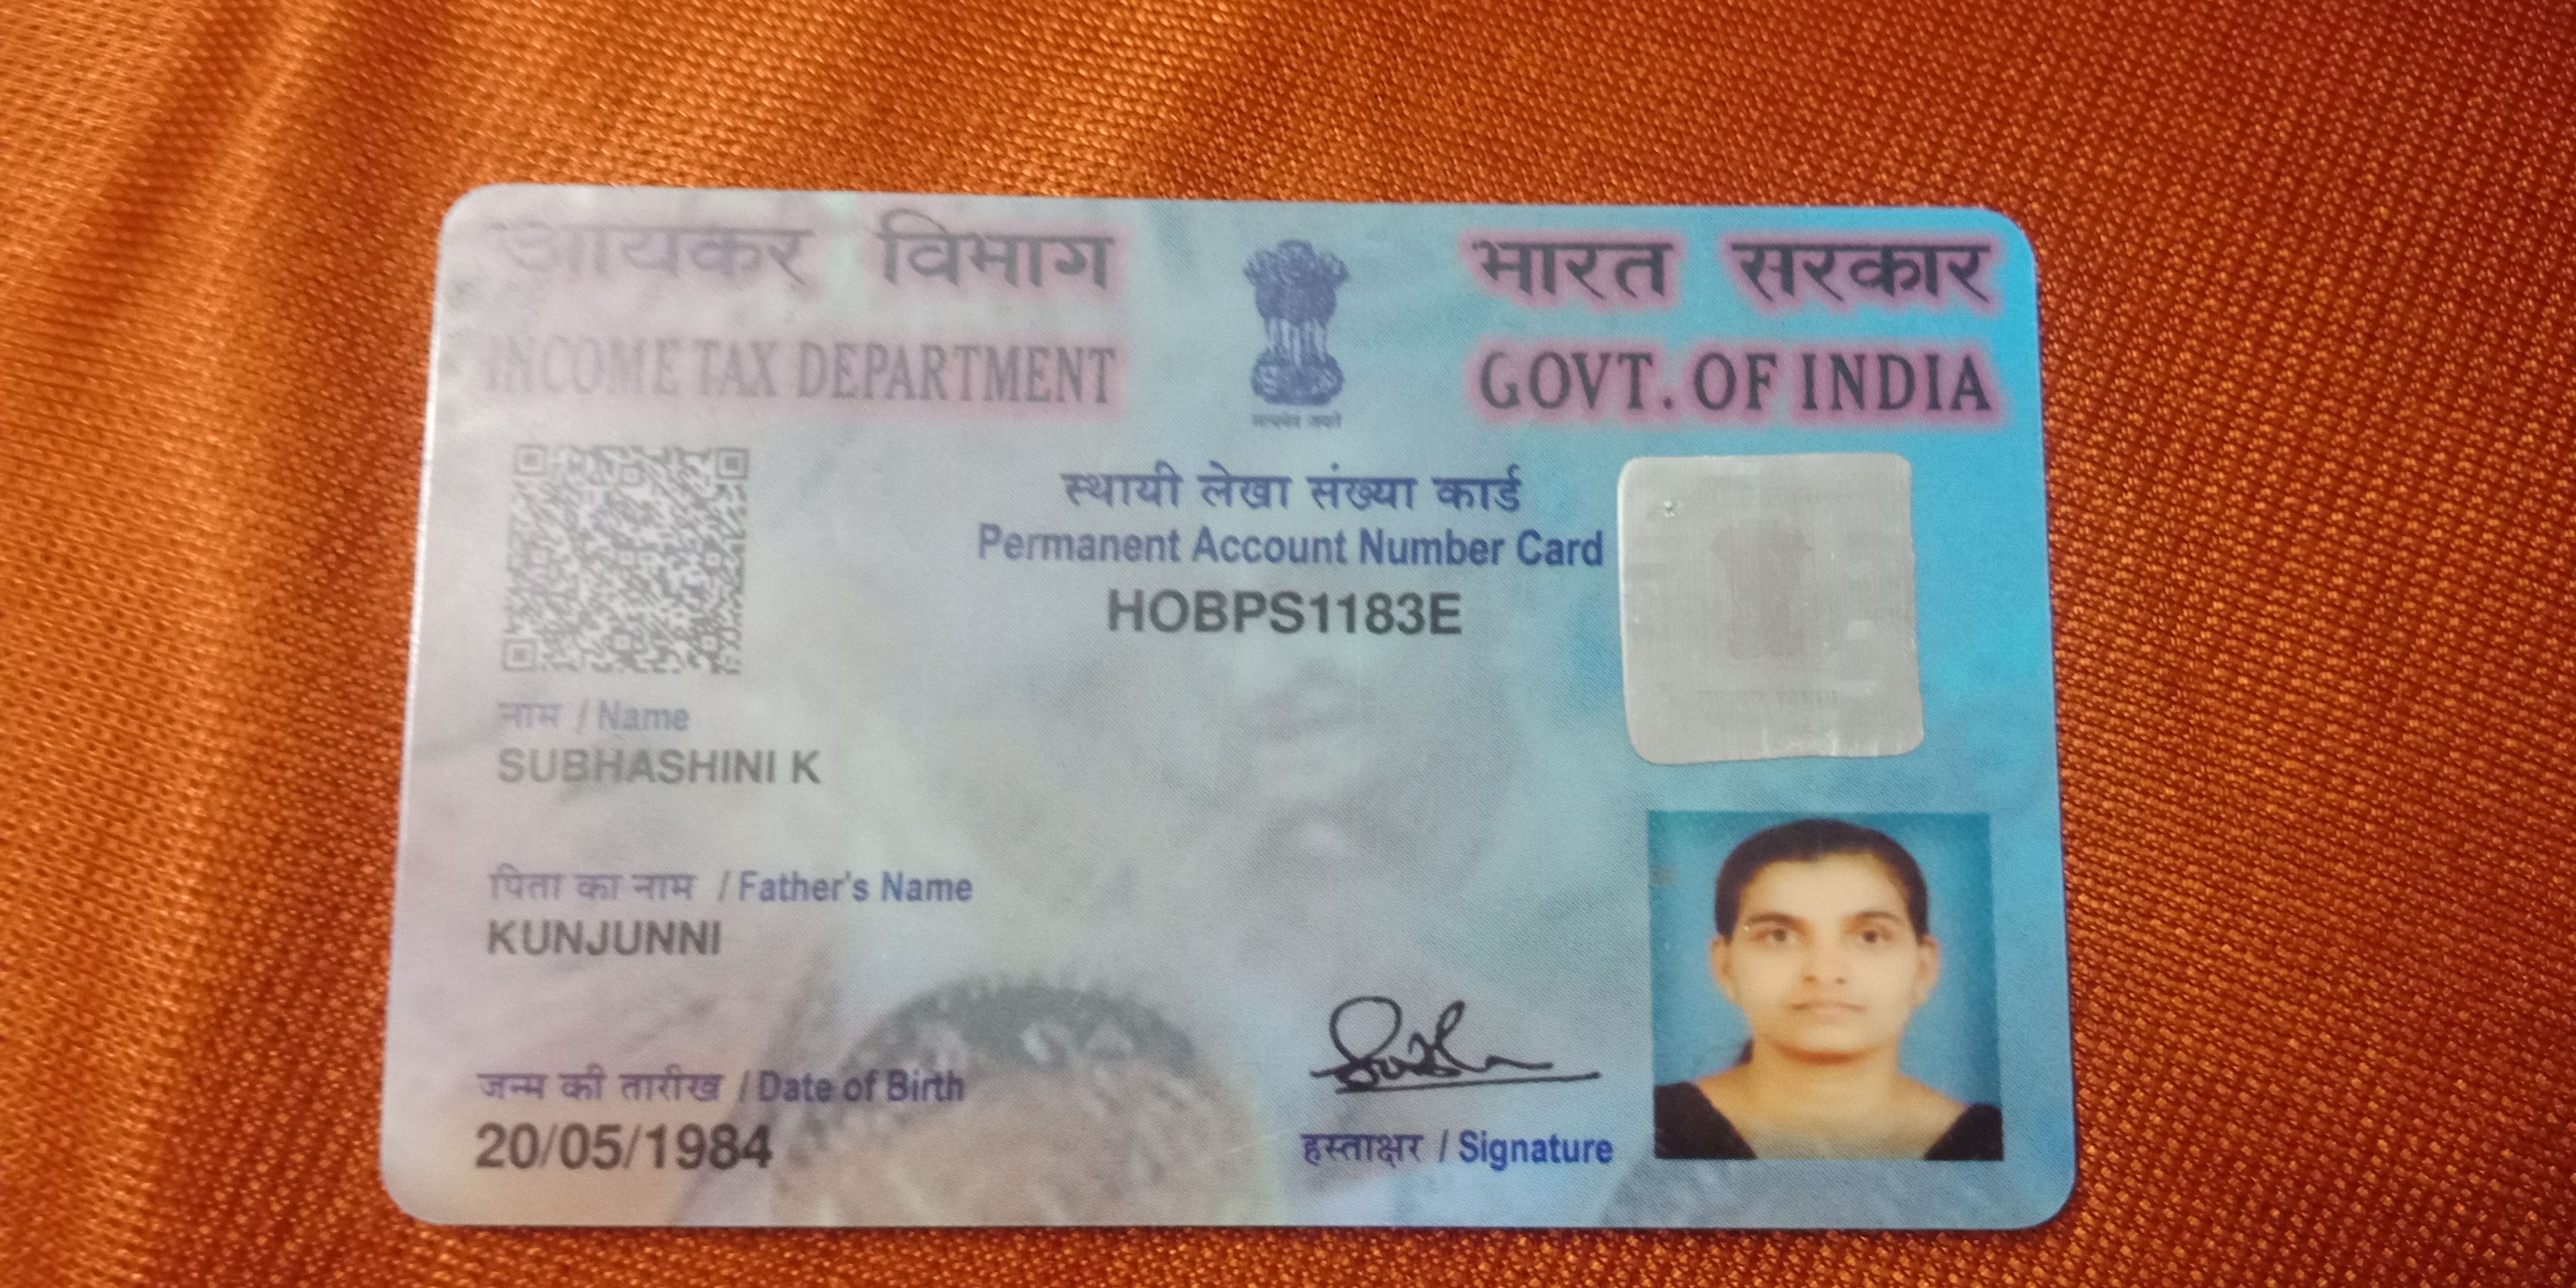 आयकर विभाग
INCOME TAX DEPARTMENT
सत्यमेव जयते
भारत सरकार
GOVT. OF INDIA
स्थायी लेखा संख्या कार्ड
Permanent Account Number Card
HOBPS1183E
नाम / Name
SUBHASHINI K
पिता का नाम / Father's Name
KUNJUNNI
जन्म की तारीख / Date of Birth
20/05/1984
हस्ताक्षर / Signature